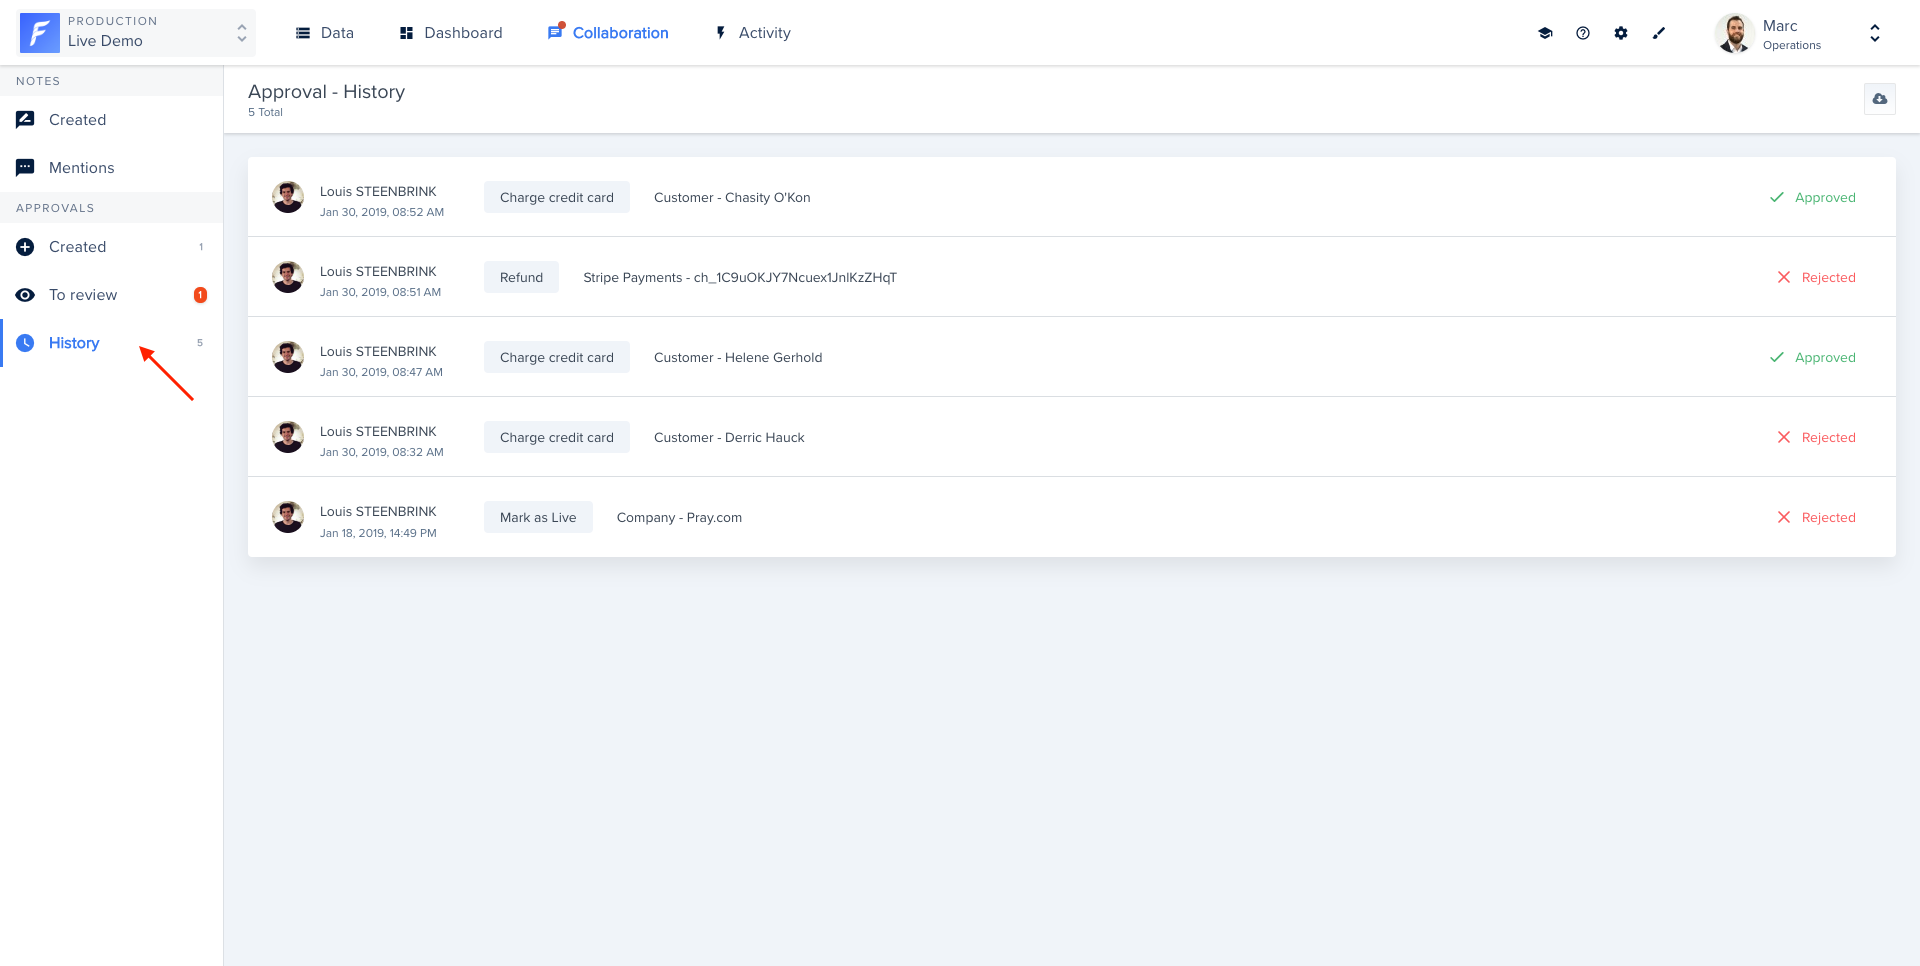 PRODUCTION
Live Demo
Data
Dashboard
Collaboration
Activity
Marc
Operations
NOTES
Created
Mentions
APPROVALS
Created 1
To review 1
History 5
Approval - History
5 Total
Louis STEENBRINK
Jan 30, 2019, 08:52 AM
Charge credit card
Customer - Chasity O'Kon
Approved
Louis STEENBRINK
Jan 30, 2019, 08:51 AM
Refund
Stripe Payments - ch_1C9uOKJY7Ncuex1JnlKzZHqT
Rejected
Louis STEENBRINK
Jan 30, 2019, 08:47 AM
Charge credit card
Customer - Helene Gerhold
Approved
Louis STEENBRINK
Jan 30, 2019, 08:32 AM
Charge credit card
Customer - Derric Hauck
Rejected
Louis STEENBRINK
Jan 18, 2019, 14:49 PM
Mark as Live
Company - Pray.com
Rejected